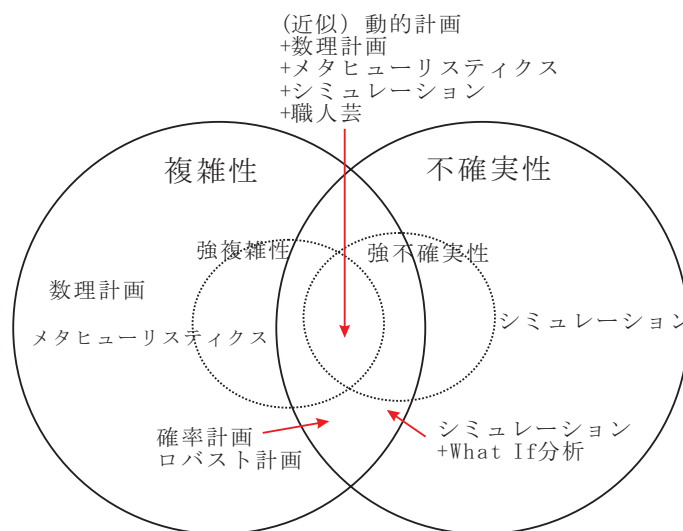 (近似) 動的計画
+数理計画
+メタヒューリスティクス
+シミュレーション
+職人芸
複雑性
不確実性
強複雑性
強不確実性
数理計画
メタヒューリスティクス
シミュレーション
確率計画
ロバスト計画
シミュレーション
+What If分析